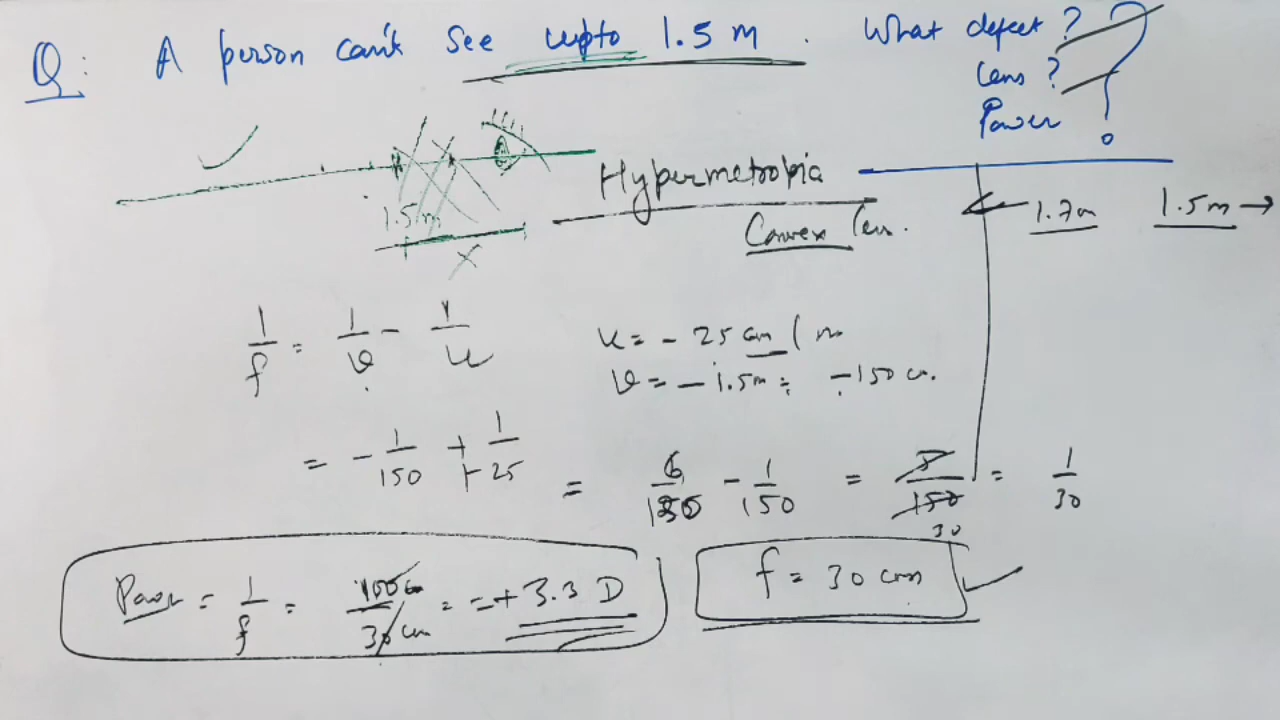 Q: A person can't see upto 1.5 m. What defect?
Lens?
Power
?
1.5m
x
Hypermetropia
Convex lens.
1.7m 1.5m →
1/f = 1/v - 1/u
u = - 25 cm
v = - 1.5m = -150 cm.
= - 1/150 + 1/25 = 6/150 - 1/150 = 5/150 = 1/30
30
Power = 1/f = 100cm/30cm = + 3.3 D
f = 30 cm